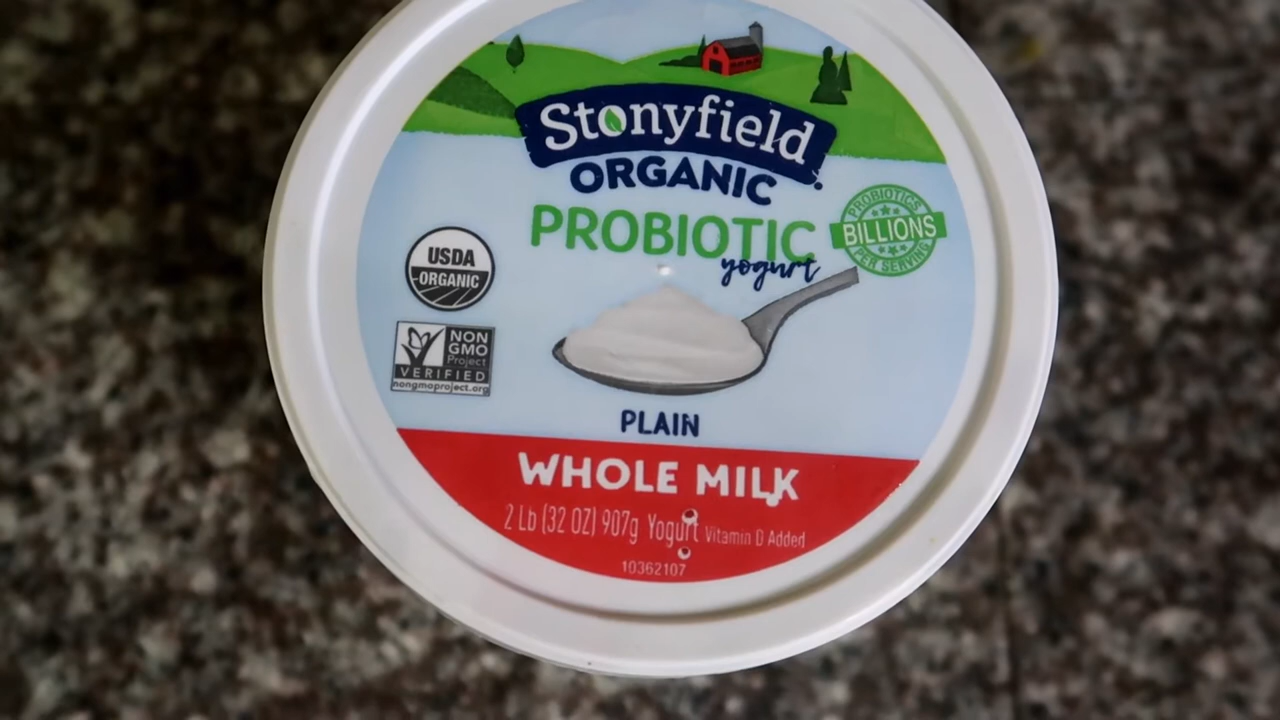 Stonyfield
ORGANIC
PROBIOTIC
yogurt
PROBIOTICS
BILLIONS
PER SERVING
USDA
ORGANIC
NON
GMO
Project
VERIFIED
nongmoproject.org
PLAIN
WHOLE MILK
2 Lb (32 OZ) 907g Yogurt Vitamin D Added
10362107